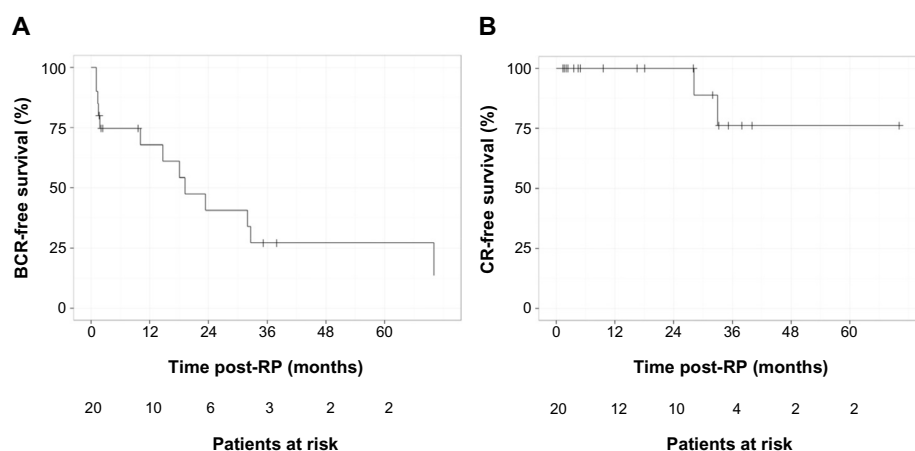 A
BCR-free survival (%)
100
75
50
25
0
0 12 24 36 48 60
Time post-RP (months)
20 10 6 3 2 2
Patients at risk
B
CR-free survival (%)
100
75
50
25
0
0 12 24 36 48 60
Time post-RP (months)
20 12 10 4 2 2
Patients at risk